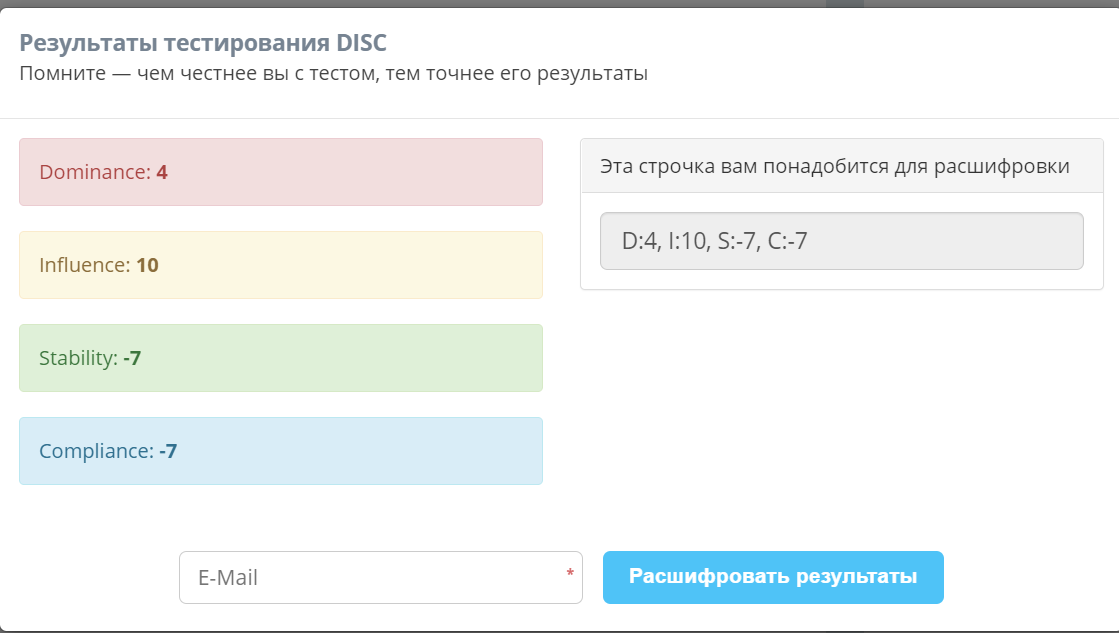 Результаты тестирования DISC
Помните — чем честнее вы с тестом, тем точнее его результаты
Dominance: 4
Influence: 10
Stability: -7
Compliance: -7
Эта строчка вам понадобится для расшифровки
D:4, I:10, S:-7, C:-7
E-Mail *
Расшифровать результаты